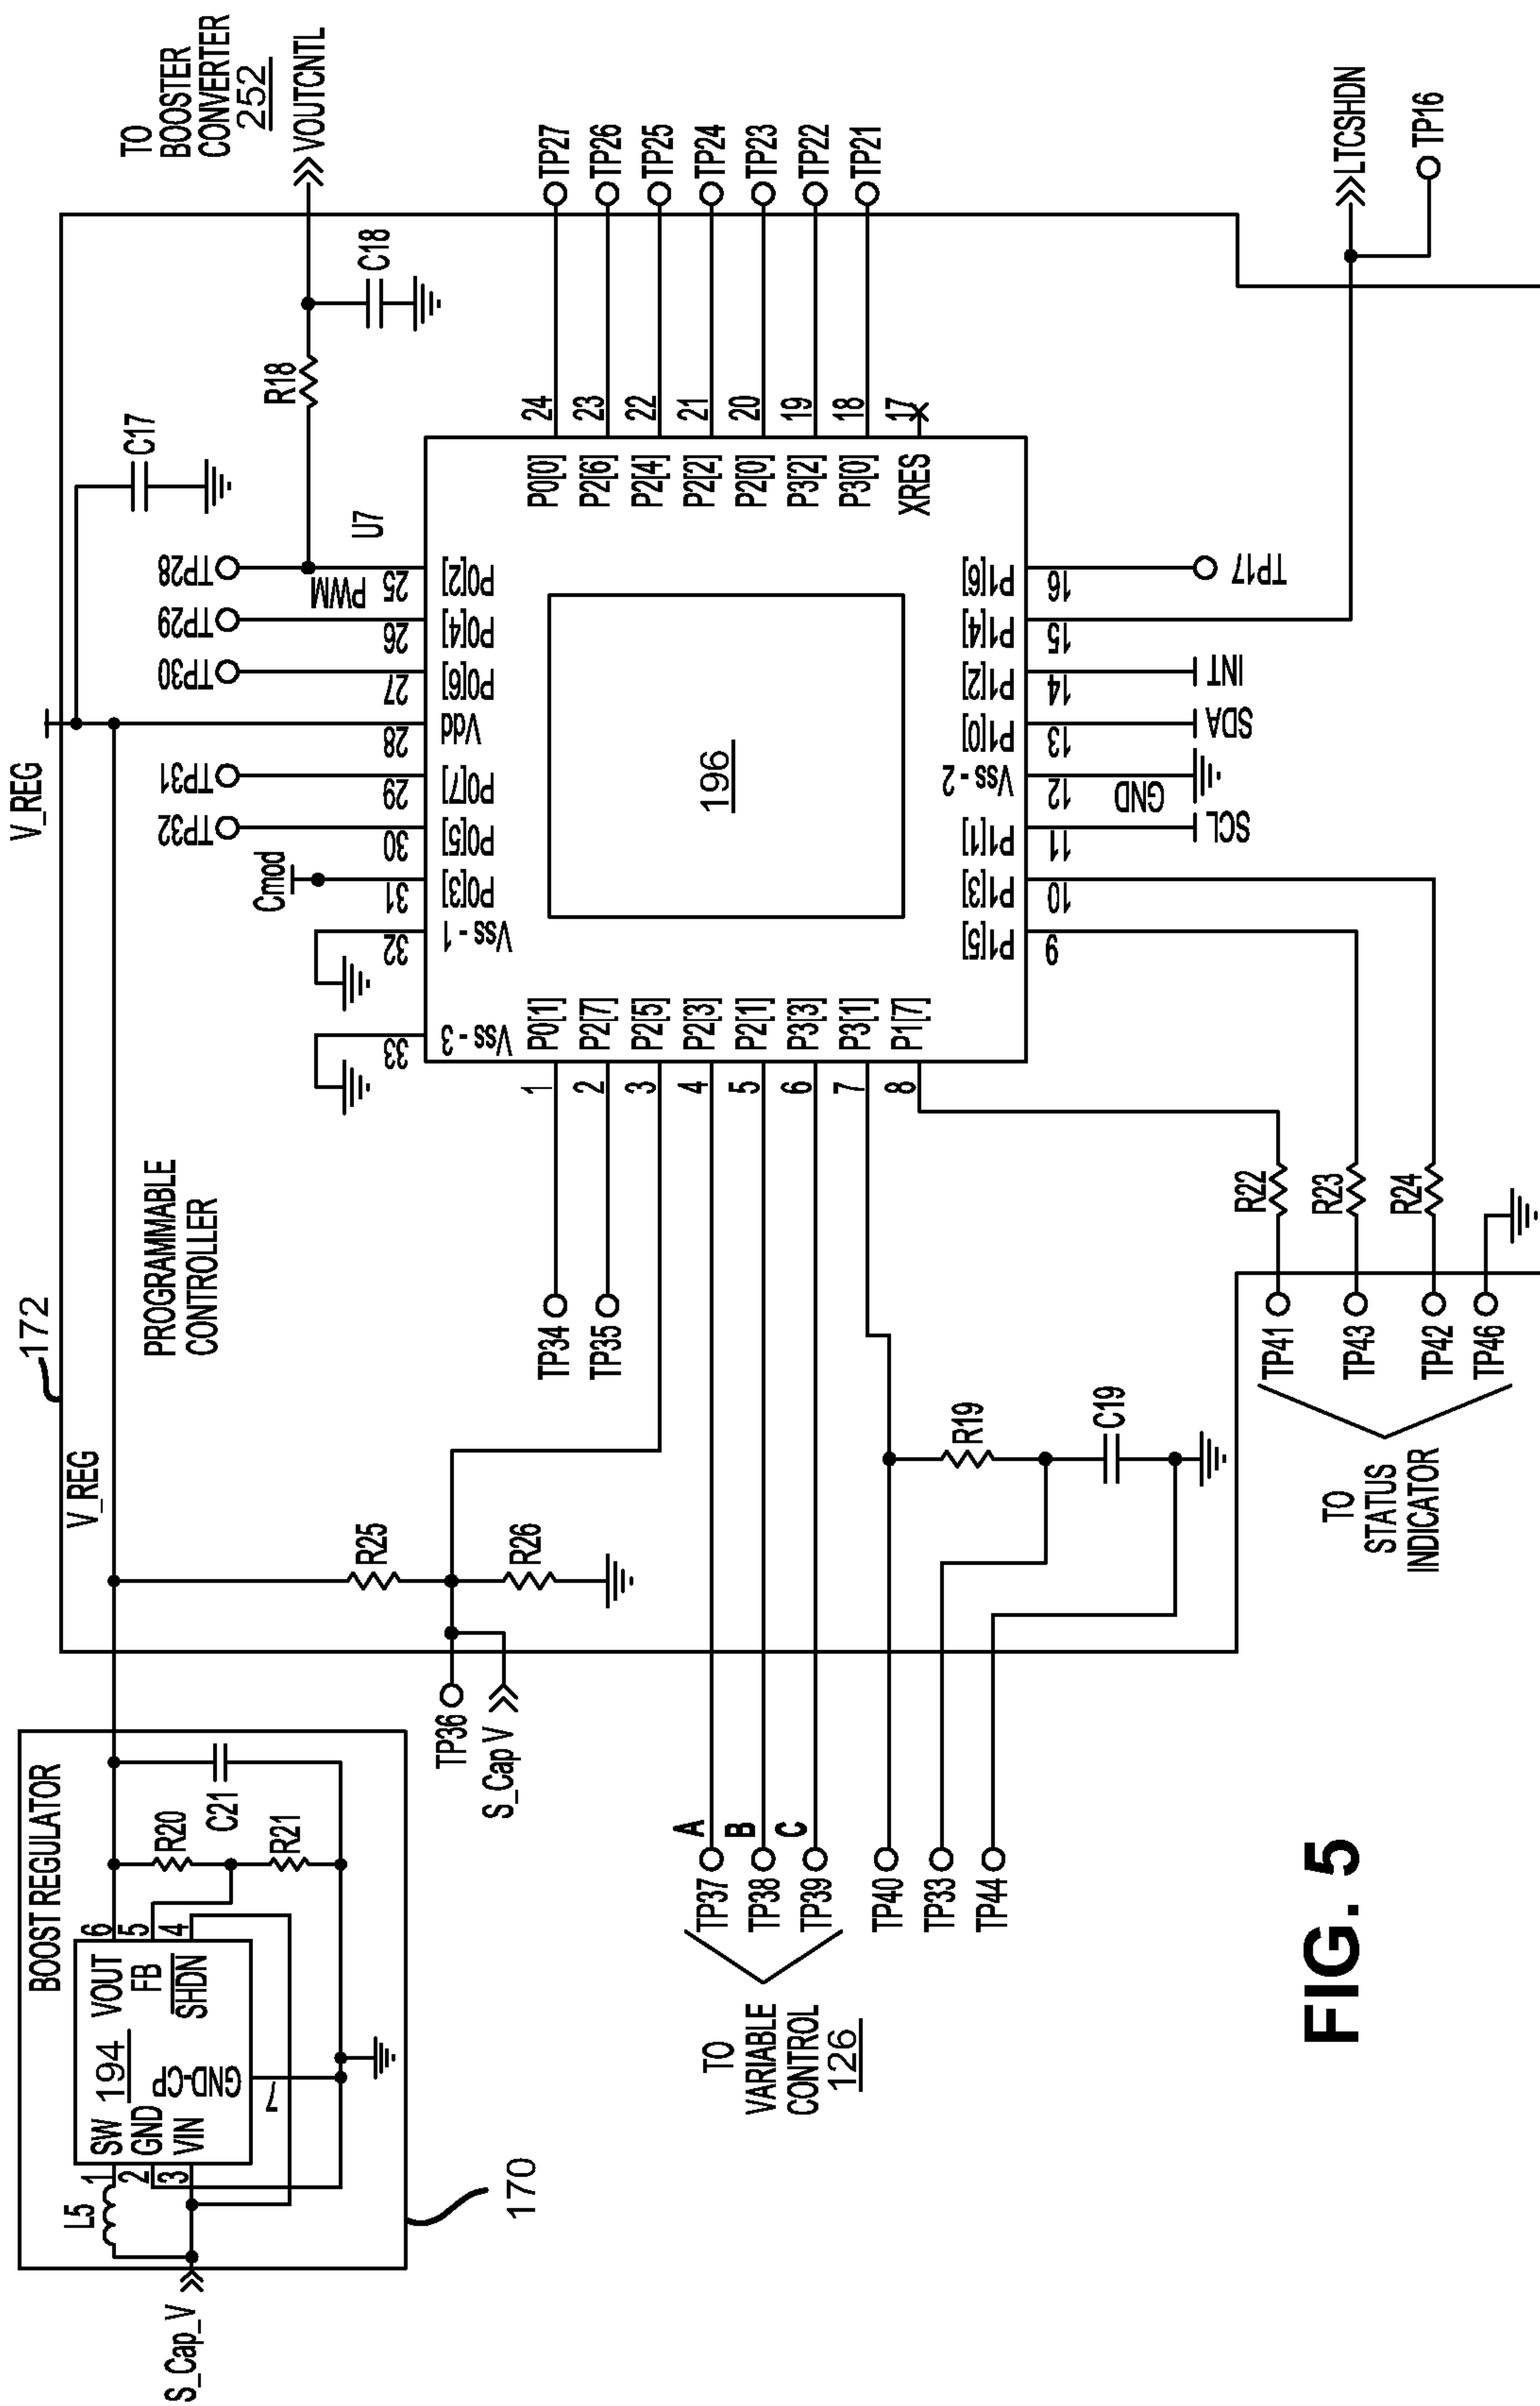 BOOST REGULATOR
S_Cap_V
L5
1
2
3
SW
GND
VIN
194
GND-CP
7
VOUT
FB
SHDN
6
5
4
R20
R21
C21
170
V_REG
172
PROGRAMMABLE
CONTROLLER
V_REG
C17
TO
BOOSTER
CONVERTER
252
VOUTCNTL
R18
C18
U7
PWM
TP28
TP29
TP30
TP31
TP32
Cmod
25
26
27
28
29
30
31
32
33
P0[2]
P0[4]
P0[6]
Vdd
P0[7]
P0[5]
P0[3]
Vss - 1
Vss - 3
196
P0[1]
P2[7]
P2[5]
P2[3]
P2[1]
P3[3]
P3[1]
P1[7]
1
2
3
4
5
6
7
8
P0[0]
P2[6]
P2[4]
P2[2]
P2[0]
P3[2]
P3[0]
XRES
24
23
22
21
20
19
18
17
TP27
TP26
TP25
TP24
TP23
TP22
TP21
P1[6]
P1[4]
P1[2]
P1[0]
Vss - 2
P1[1]
P1[3]
P1[5]
16
15
14
13
12
11
10
9
TP17
INT
SDA
GND
SCL
LTCSHDN
TP16
TP34
TP35
R25
R26
TP36
S_Cap V
A
B
C
TP37
TP38
TP39
TP40
TP33
TP44
TO
VARIABLE
CONTROL
126
R19
C19
R22
R23
R24
TP41
TP43
TP42
TP46
TO
STATUS
INDICATOR
FIG. 5